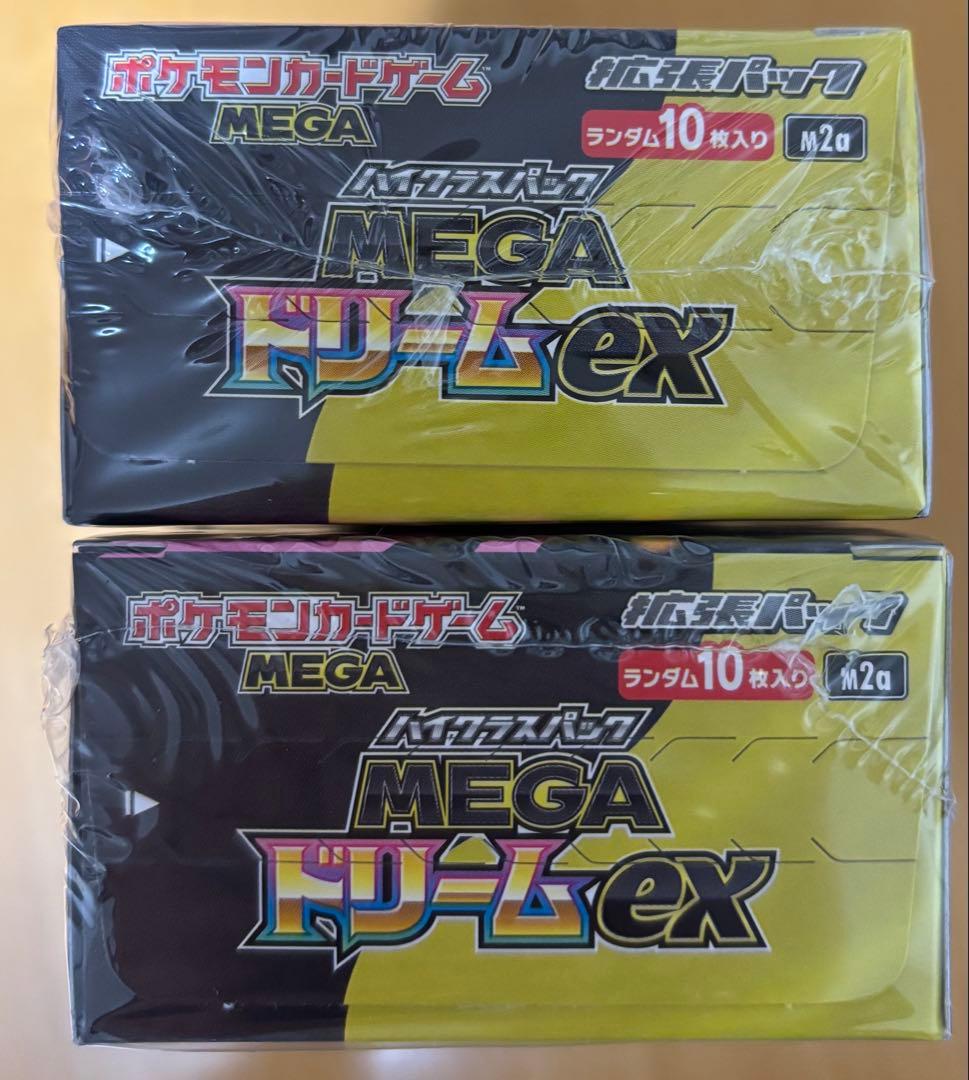 ポケモンカードゲーム™
MEGA
拡張パック
ランダム10枚入り
M2a
ハイクラスパック
MEGA
ドリームex
ポケモンカードゲーム™
MEGA
拡張パック
ランダム10枚入り
M2a
ハイクラスパック
MEGA
ドリームex